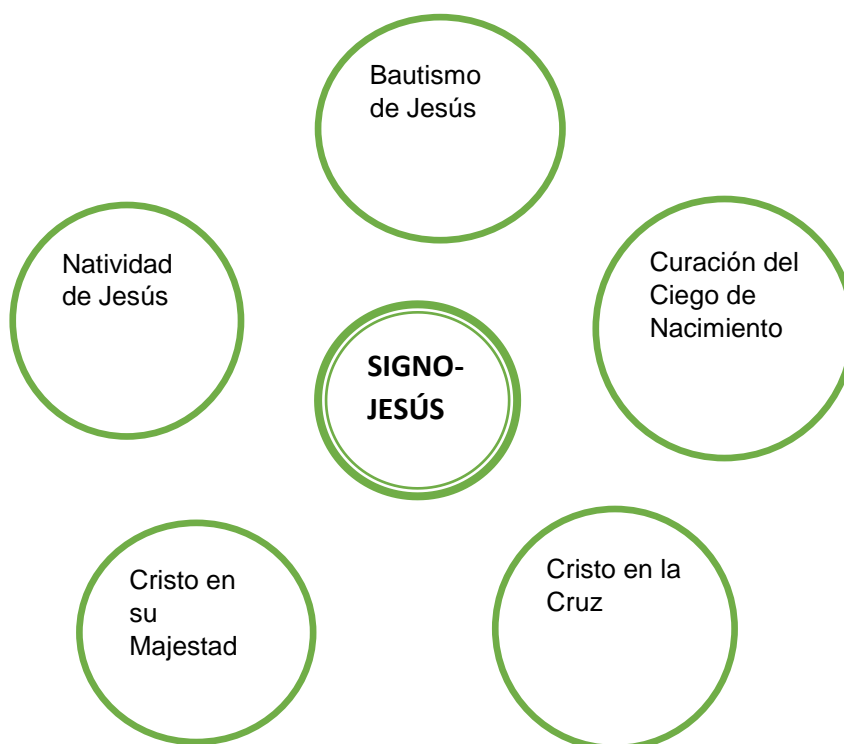 Bautismo
de Jesús
Natividad
de Jesús
Curación del
Ciego de
Nacimiento
SIGNO-
JESÚS
Cristo en
su
Majestad
Cristo en la
Cruz